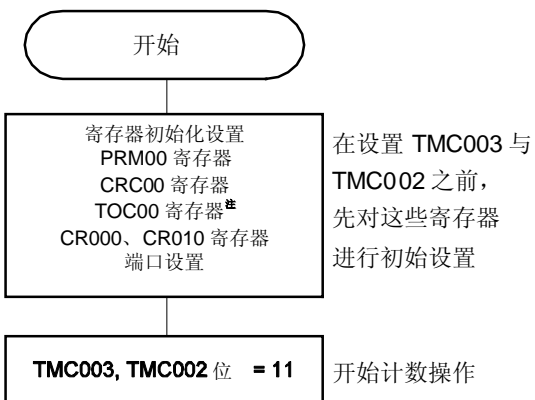 开始
寄存器初始化设置
PRM00 寄存器
CRC00 寄存器
TOC00 寄存器注
CR000、CR010 寄存器
端口设置
在设置 TMC003 与
TMC002 之前，
先对这些寄存器
进行初始设置
TMC003, TMC002 位 = 11
开始计数操作